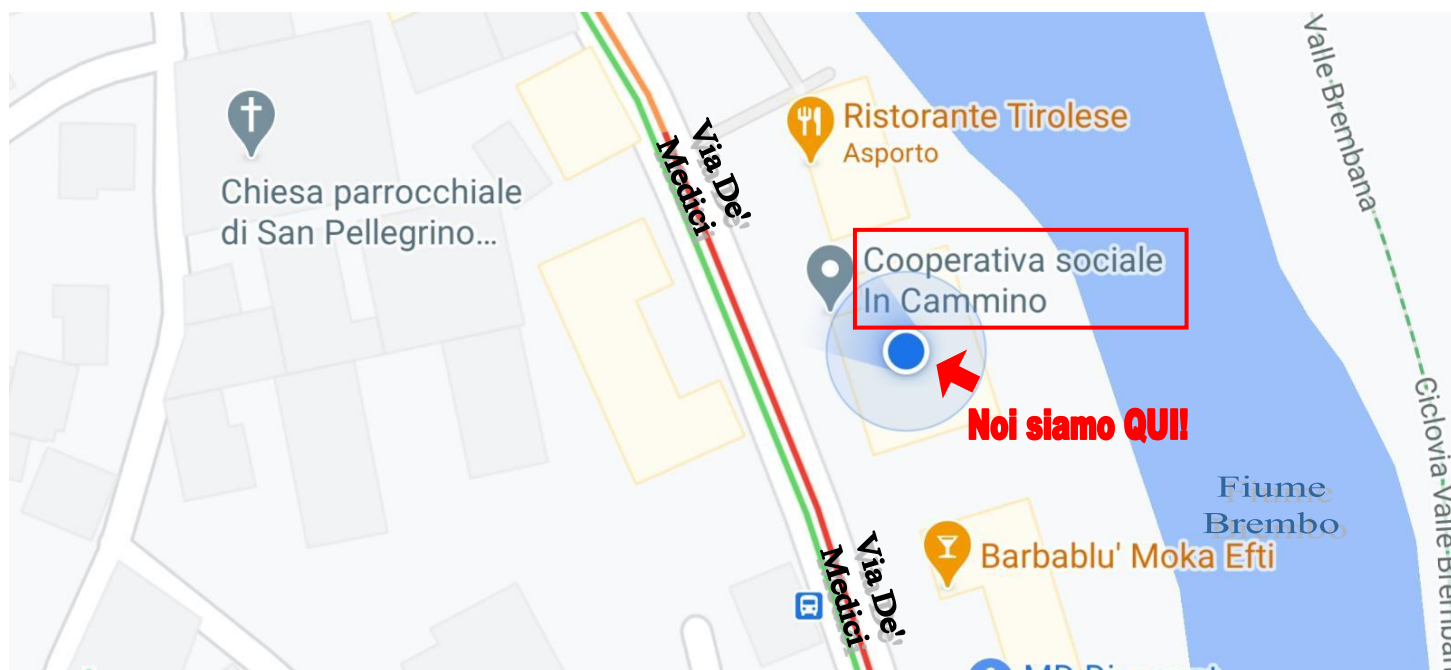 Valle Brembana
Ristorante Tirolese
Asporto
Via De'
Medici
Chiesa parrocchiale
di San Pellegrino...
Cooperativa sociale
In Cammino
Noi siamo QUI!
Ciclovia Valle Bremba
Fiume
Brembo
Barbablu' Moka Efti
Via De'
Medici